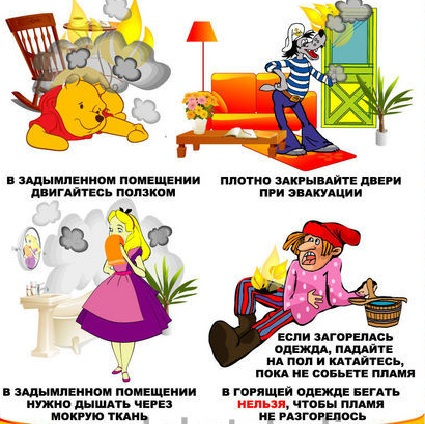 В ЗАДЫМЛЕННОМ ПОМЕЩЕНИИ
ДВИГАЙТЕСЬ ПОЛЗКОМ
ПЛОТНО ЗАКРЫВАЙТЕ ДВЕРИ
ПРИ ЭВАКУАЦИИ
В ЗАДЫМЛЕННОМ ПОМЕЩЕНИИ
НУЖНО ДЫШАТЬ ЧЕРЕЗ
МОКРУЮ ТКАНЬ
ЕСЛИ ЗАГОРЕЛАСЬ
ОДЕЖДА, ПАДАЙТЕ
НА ПОЛ И КАТАЙТЕСЬ,
ПОКА НЕ СОБЬЕТЕ ПЛАМЯ
В ГОРЯЩЕЙ ОДЕЖДЕ БЕГАТЬ
НЕЛЬЗЯ, ЧТОБЫ ПЛАМЯ
НЕ РАЗГОРЕЛОСЬ